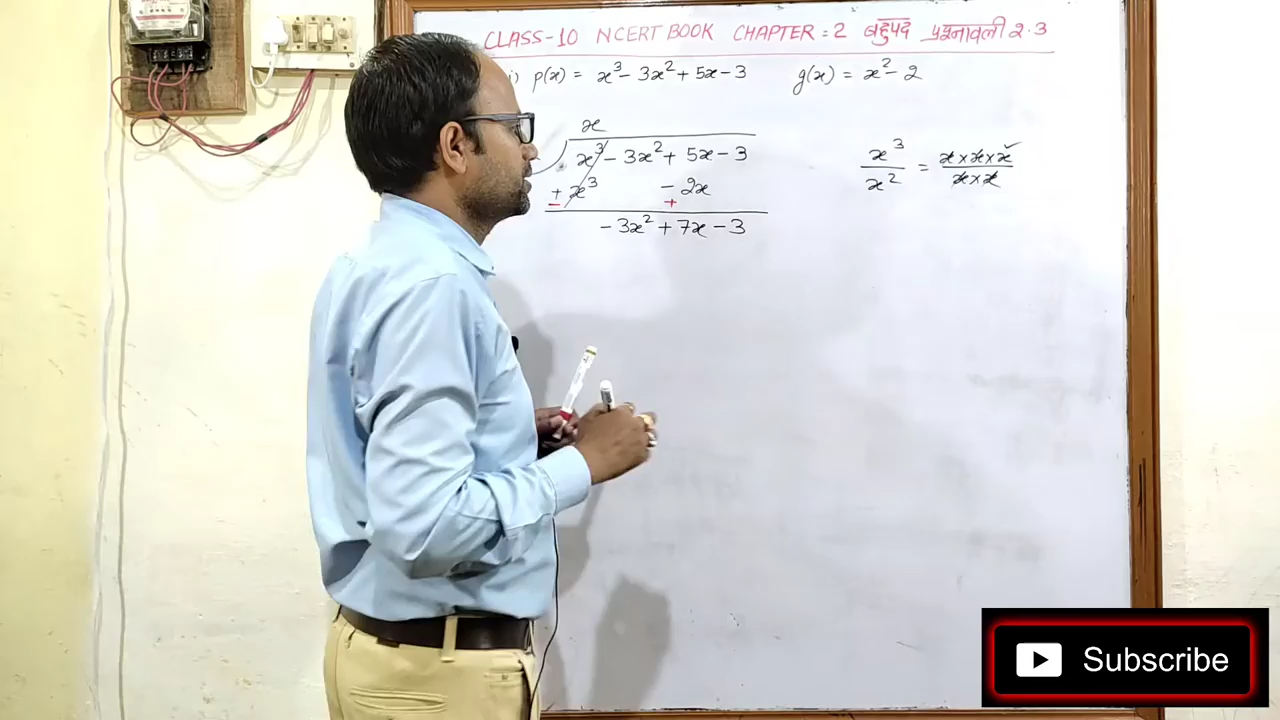 CLASS-10 NCERT BOOK CHAPTER = 2 बहुपद प्रश्नावली 2.3
i) p(x) = x³ - 3x² + 5x - 3 g(x) = x² - 2
x
x³ - 3x² + 5x - 3
+ x³ - 2x
- +
- 3x² + 7x - 3
x³/x² = x × x × x / x × x ✓
Subscribe